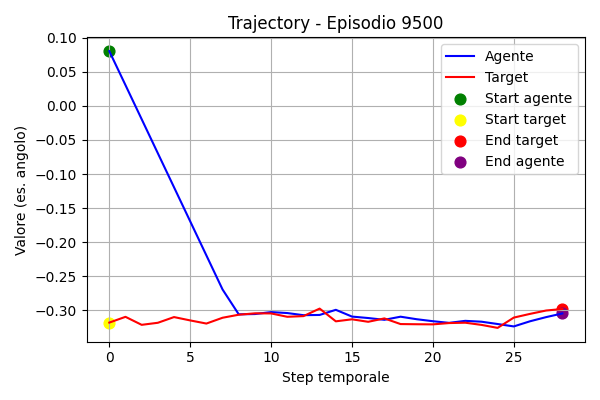 Trajectory - Episodio 9500
Valore (es. angolo)
0.10
0.05
0.00
−0.05
−0.10
−0.15
−0.20
−0.25
−0.30
Agente
Target
Start agente
Start target
End target
End agente
0 5 10 15 20 25
Step temporale